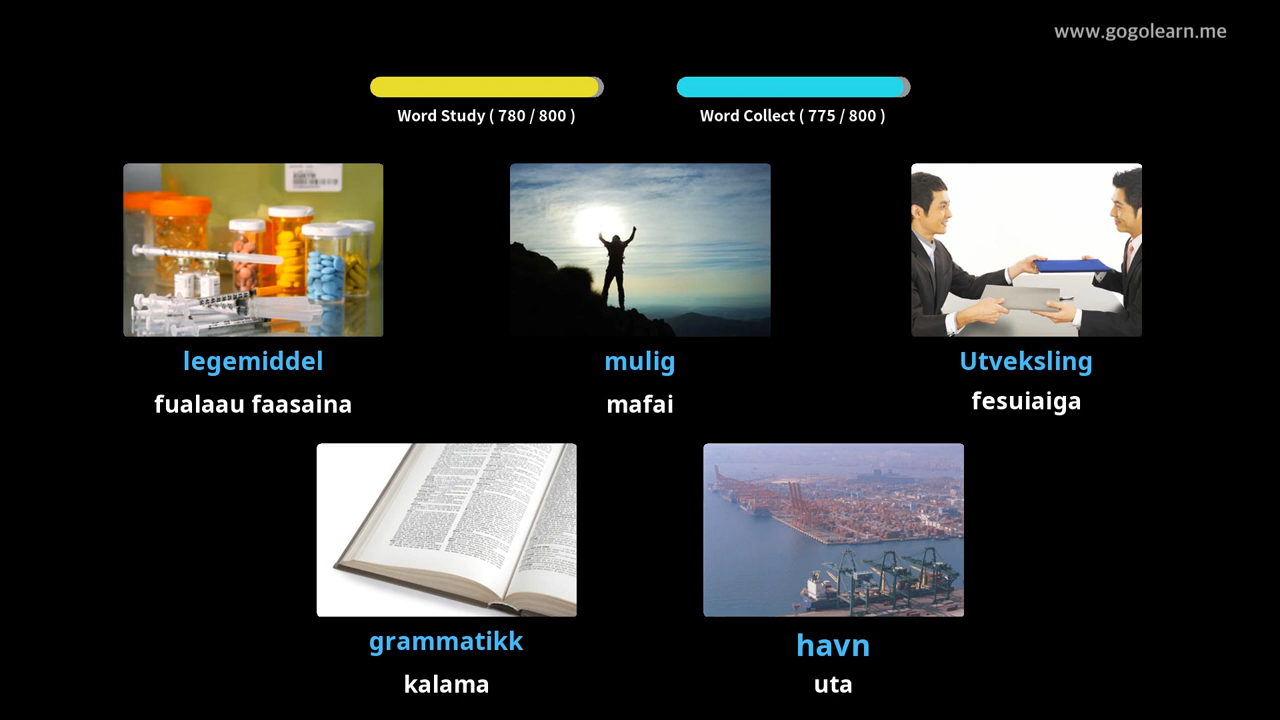 www.gogolearn.me
Word Study ( 780 / 800 )
Word Collect ( 775 / 800 )
legemiddel
fualaau faasaina
mulig
mafai
Utveksling
fesuiaiga
grammatikk
kalama
havn
uta